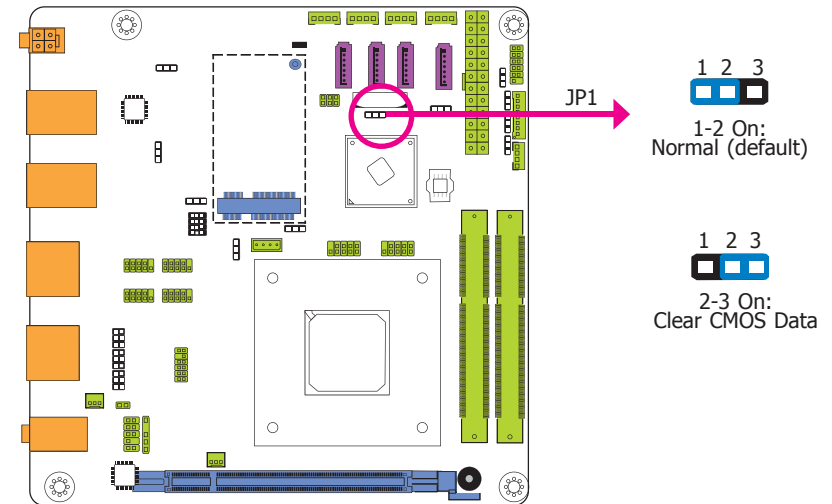 JP1
1 2 3
1-2 On:
Normal (default)
1 2 3
2-3 On:
Clear CMOS Data